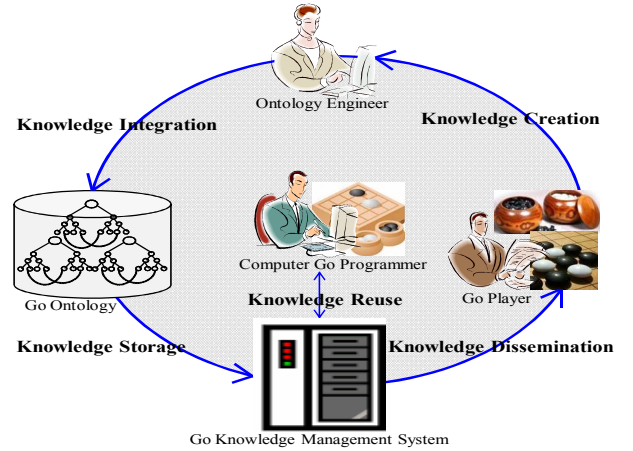 Ontology Engineer
Knowledge Integration
Knowledge Creation
Computer Go Programmer
Go Player
Go Ontology
Knowledge Reuse
Knowledge Storage
Knowledge Dissemination
Go Knowledge Management System